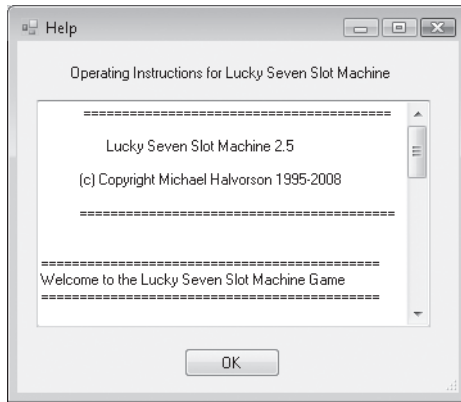 Help
Operating Instructions for Lucky Seven Slot Machine
========================================
Lucky Seven Slot Machine 2.5
(c) Copyright Michael Halvorson 1995-2008
=========================================
============================================
Welcome to the Lucky Seven Slot Machine Game
============================================
OK